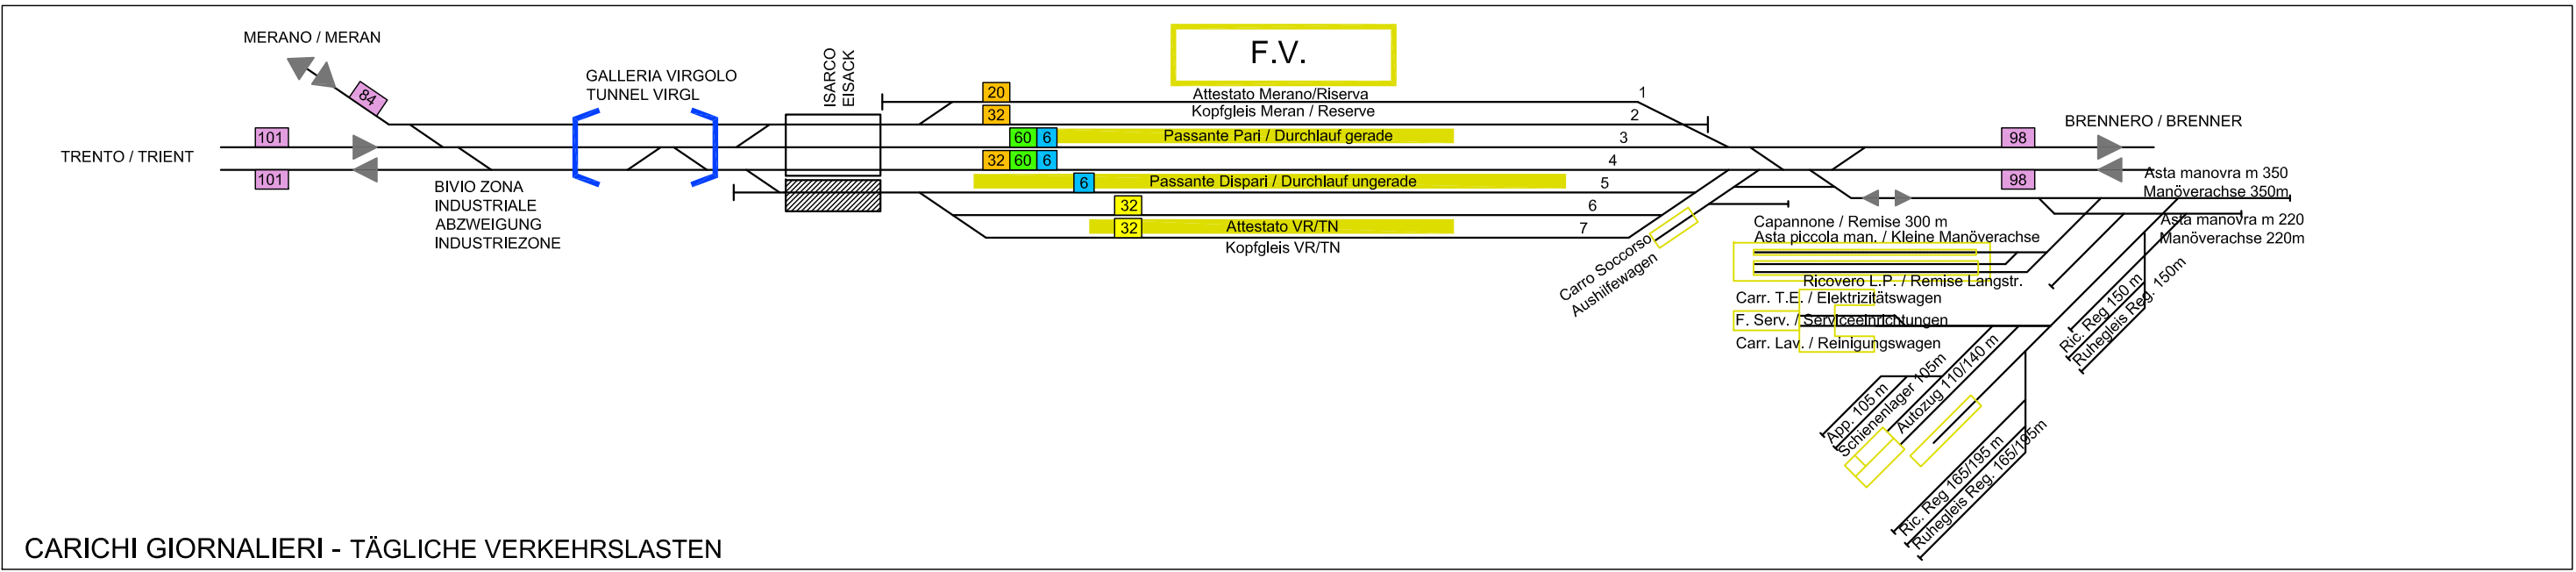 MERANO / MERAN
84
101
TRENTO / TRIENT
101
BIVIO ZONA
INDUSTRIALE
ABZWEIGUNG
INDUSTRIEZONE
GALLERIA VIRGOLO
TUNNEL VIRGL
ISARCO
EISACK
F.V.
20
Attestato Merano/Riserva
1
32
Kopfgleis Meran / Reserve
2
60 6
Passante Pari / Durchlauf gerade
3
32 60 6
4
6
Passante Dispari / Durchlauf ungerade
5
32
6
32
Attestato VR/TN
7
Kopfgleis VR/TN
Carro Soccorso
Aushilfewagen
98
BRENNERO / BRENNER
98
Asta manovra m 350
Manöverachse 350m
Asta manovra m 220
Manöverachse 220m
Capannone / Remise 300 m
Asta piccola man. / Kleine Manöverachse
Ricovero L.P. / Remise Langstr.
Carr. T.E. / Elektrizitätswagen
F. Serv. / Serviceeinrichtungen
Carr. Lav. / Reinigungswagen
Ric. Reg 150 m
Ruhegleis Reg. 150m
App. 105 m
Schienenlager 105m
Autozug 110/140 m
Ric. Reg 165/195 m
Ruhegleis Reg. 165/195m
CARICHI GIORNALIERI - TÄGLICHE VERKEHRSLASTEN